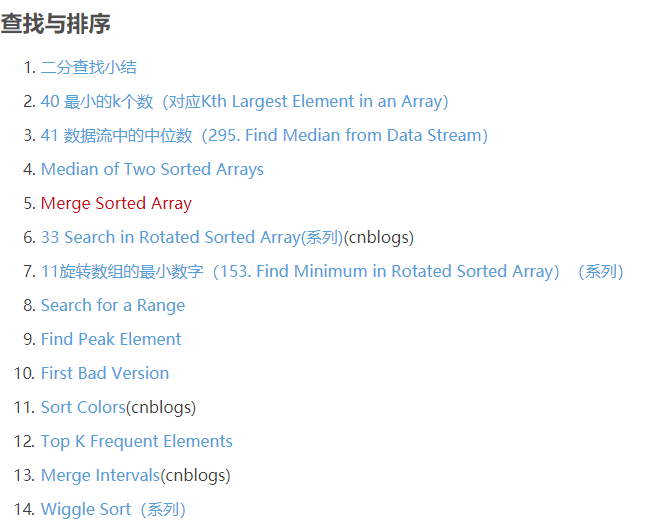 查找与排序
1. 二分查找小结
2. 40 最小的k个数（对应Kth Largest Element in an Array）
3. 41 数据流中的中位数（295. Find Median from Data Stream）
4. Median of Two Sorted Arrays
5. Merge Sorted Array
6. 33 Search in Rotated Sorted Array(系列)(cnblogs)
7. 11旋转数组的最小数字（153. Find Minimum in Rotated Sorted Array）（系列）
8. Search for a Range
9. Find Peak Element
10. First Bad Version
11. Sort Colors(cnblogs)
12. Top K Frequent Elements
13. Merge Intervals(cnblogs)
14. Wiggle Sort（系列）